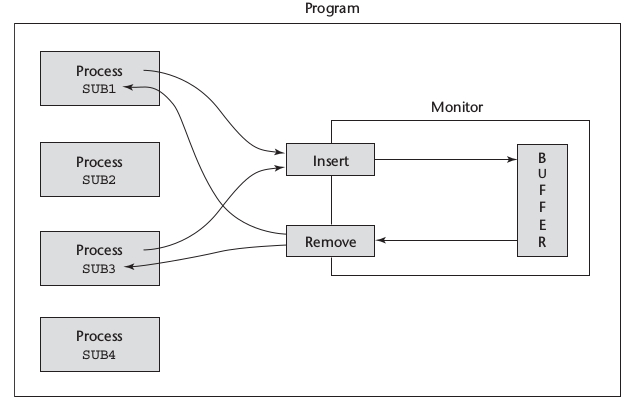 Program
Process
SUB1
Monitor
Process
SUB2
Insert
B
U
F
F
E
R
Process
SUB3
Remove
Process
SUB4